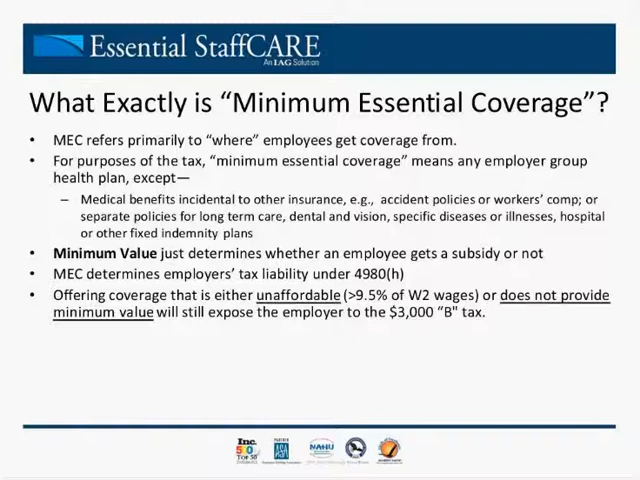 Essential StaffCARE
An IAG Solution
What Exactly is “Minimum Essential Coverage”?
• MEC refers primarily to “where” employees get coverage from.
• For purposes of the tax, “minimum essential coverage” means any employer group
health plan, except—
– Medical benefits incidental to other insurance, e.g., accident policies or workers’ comp; or
separate policies for long term care, dental and vision, specific diseases or illnesses, hospital
or other fixed indemnity plans
• Minimum Value just determines whether an employee gets a subsidy or not
• MEC determines employers’ tax liability under 4980(h)
• Offering coverage that is either unaffordable (>9.5% of W2 wages) or does not provide
minimum value will still expose the employer to the $3,000 “B" tax.
Inc.
500
TOP 50
ASA
NAHU